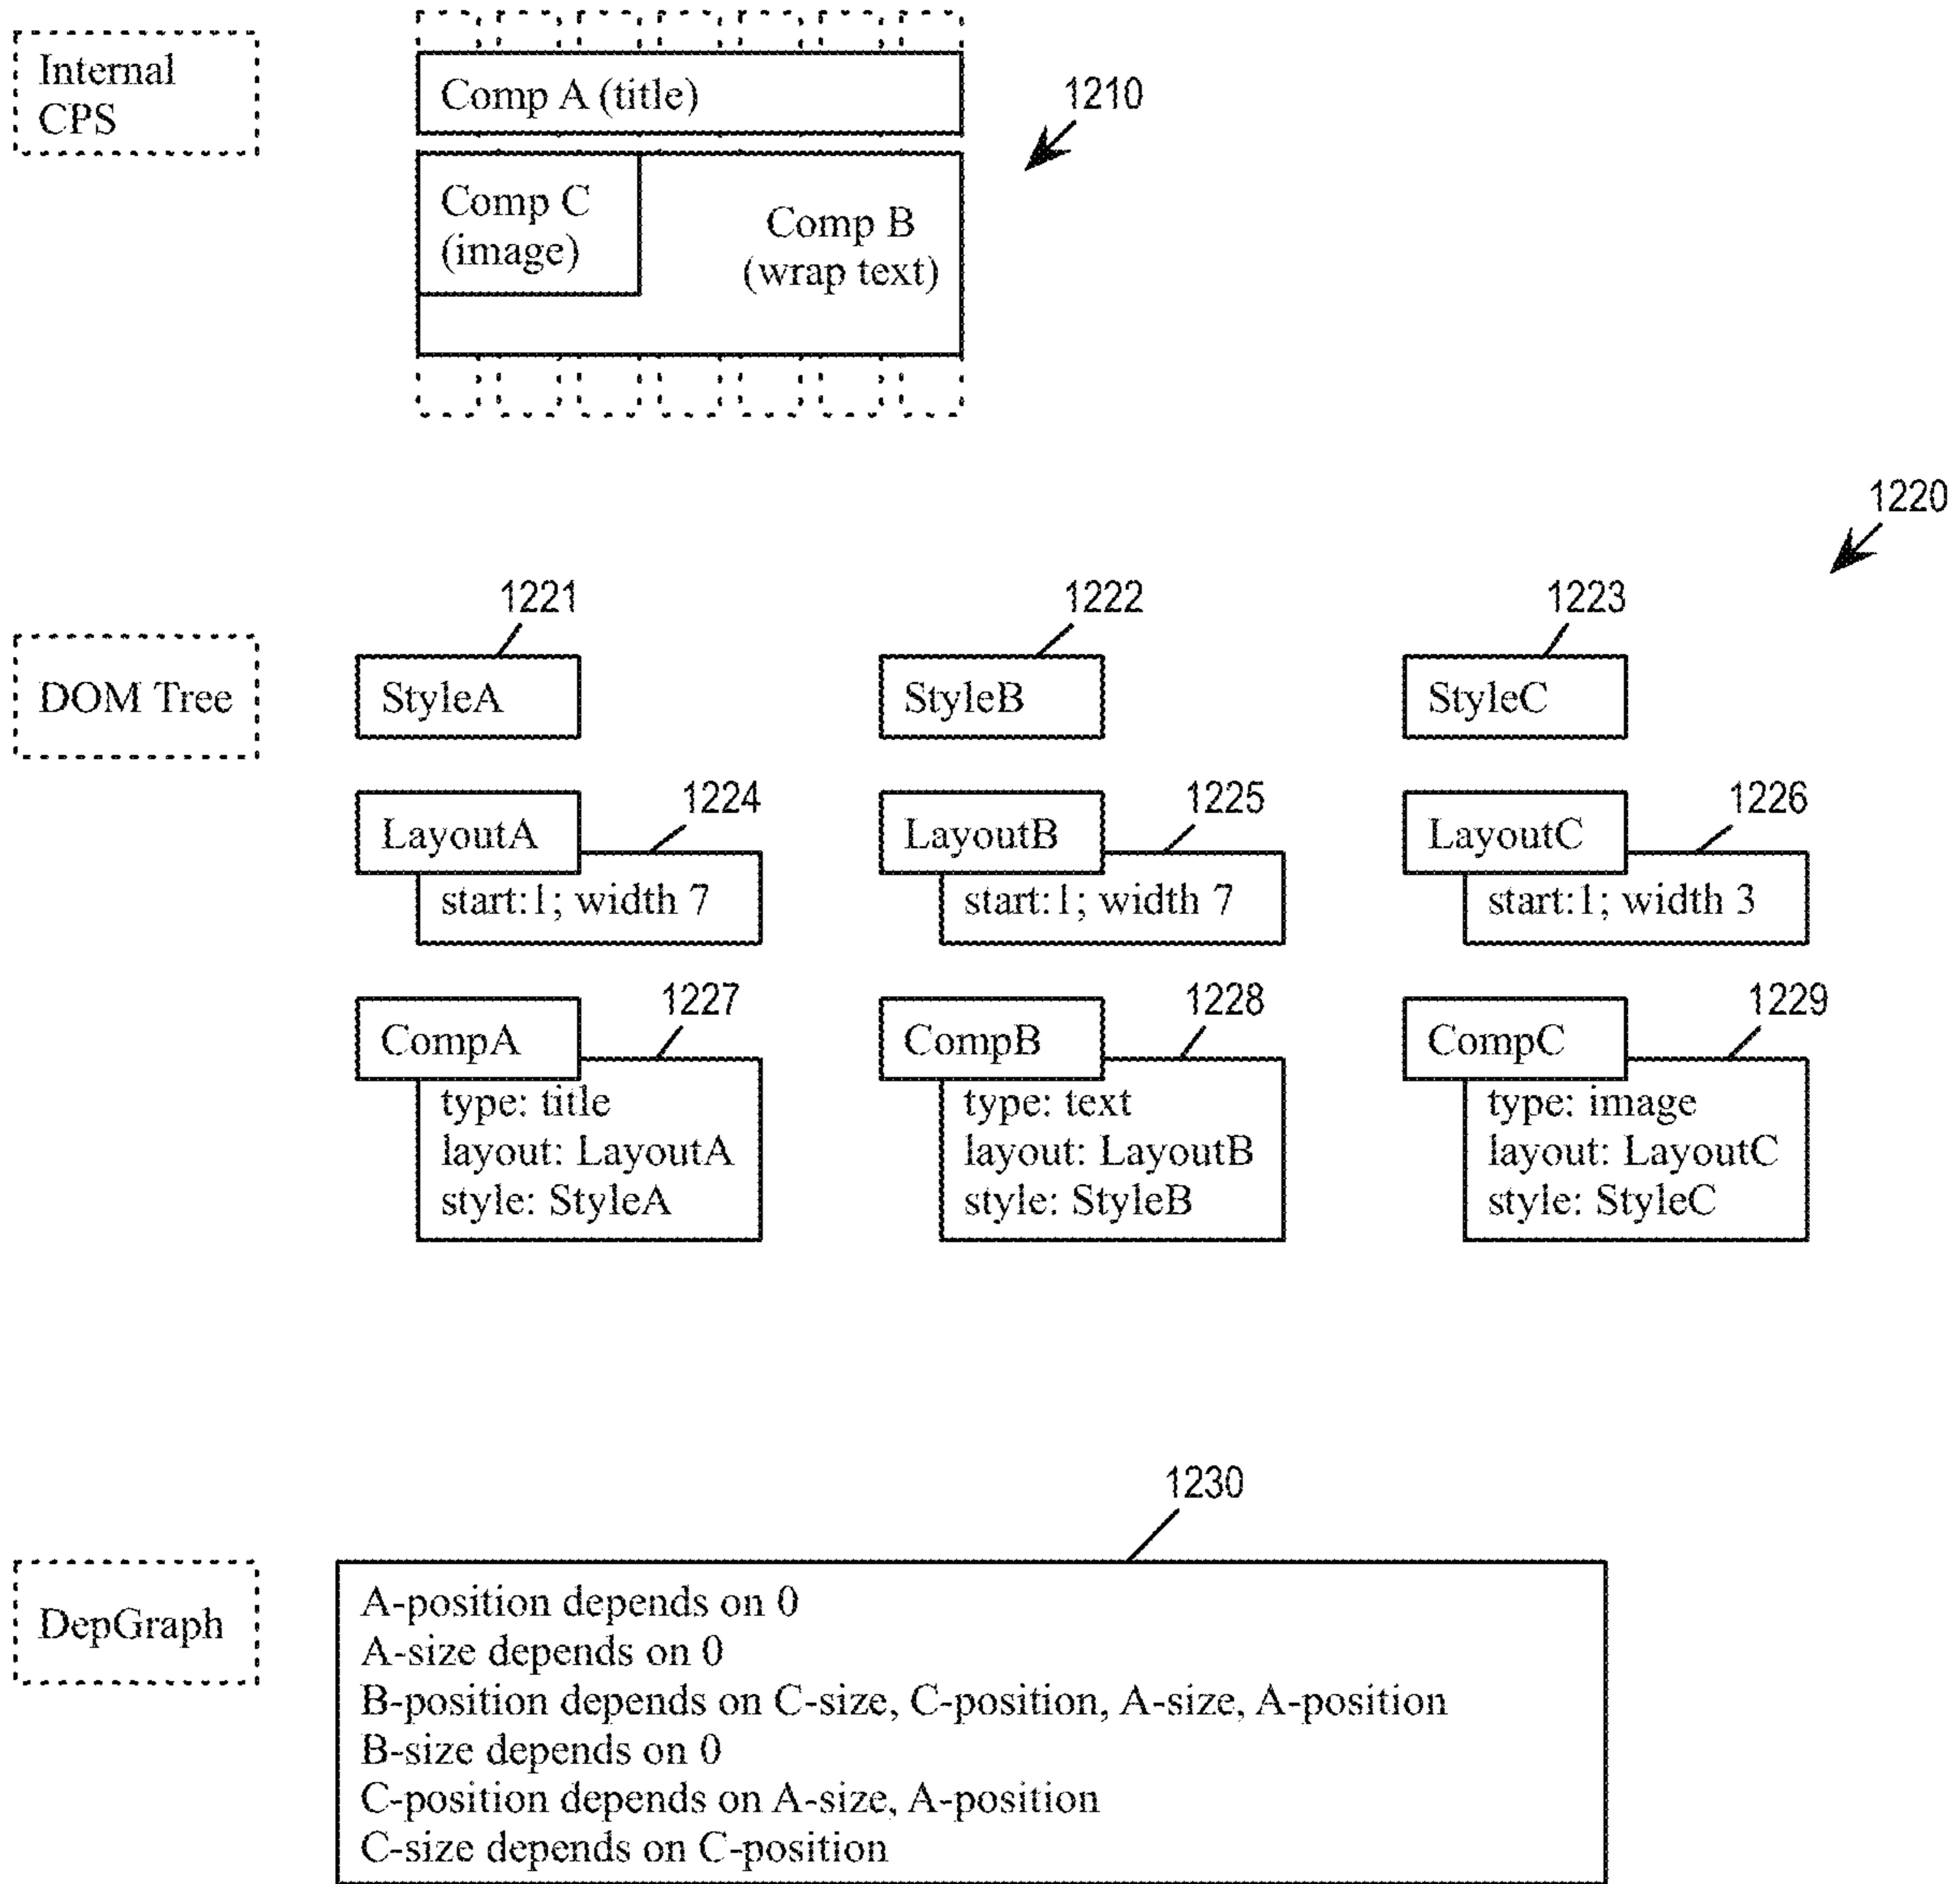 Internal
CPS
Comp A (title)
1210
Comp C
(image)
Comp B
(wrap text)
1220
1221
1222
1223
DOM Tree
StyleA
StyleB
StyleC
1224
1225
1226
LayoutA
LayoutB
LayoutC
start:1; width 7
start:1; width 7
start:1; width 3
1227
1228
1229
CompA
CompB
CompC
type: title
layout: LayoutA
style: StyleA
type: text
layout: LayoutB
style: StyleB
type: image
layout: LayoutC
style: StyleC
1230
DepGraph
A-position depends on 0
A-size depends on 0
B-position depends on C-size, C-position, A-size, A-position
B-size depends on 0
C-position depends on A-size, A-position
C-size depends on C-position